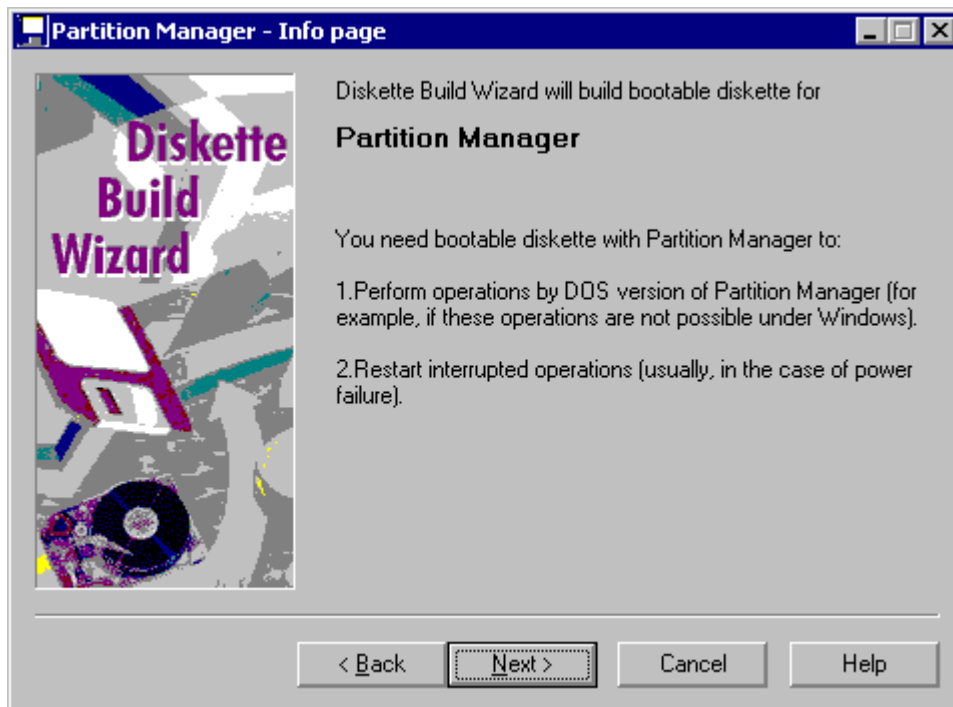 Partition Manager - Info page
Diskette
Build
Wizard
Diskette Build Wizard will build bootable diskette for
Partition Manager
You need bootable diskette with Partition Manager to:
1.Perform operations by DOS version of Partition Manager (for
example, if these operations are not possible under Windows).
2.Restart interrupted operations (usually, in the case of power
failure).
< Back
Next >
Cancel
Help